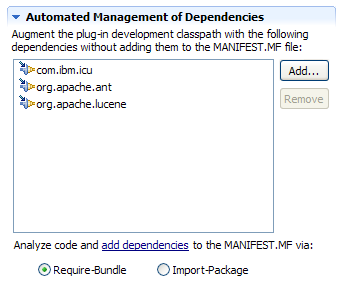 Automated Management of Dependencies
Augment the plug-in development classpath with the following
dependencies without adding them to the MANIFEST.MF file:
com.ibm.icu
Add...
org.apache.ant
Remove
org.apache.lucene
Analyze code and add dependencies to the MANIFEST.MF via:
Require-Bundle Import-Package